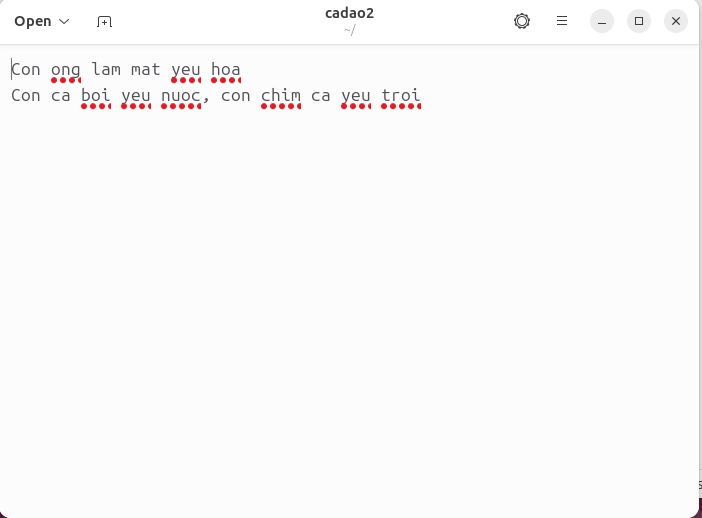 Open
cadao2
~/
Con ong lam mat yeu hoa
Con ca boi yeu nuoc, con chim ca yeu troi